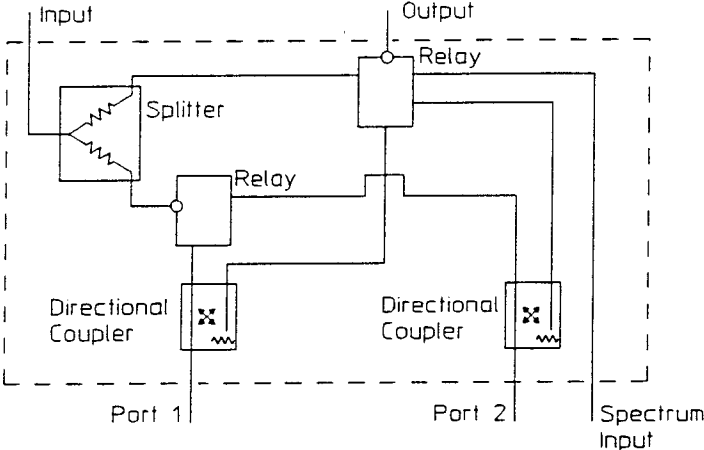 Input
Output
Relay
Splitter
Relay
Directional
Coupler
Directional
Coupler
Port 1
Port 2
Spectrum
Input